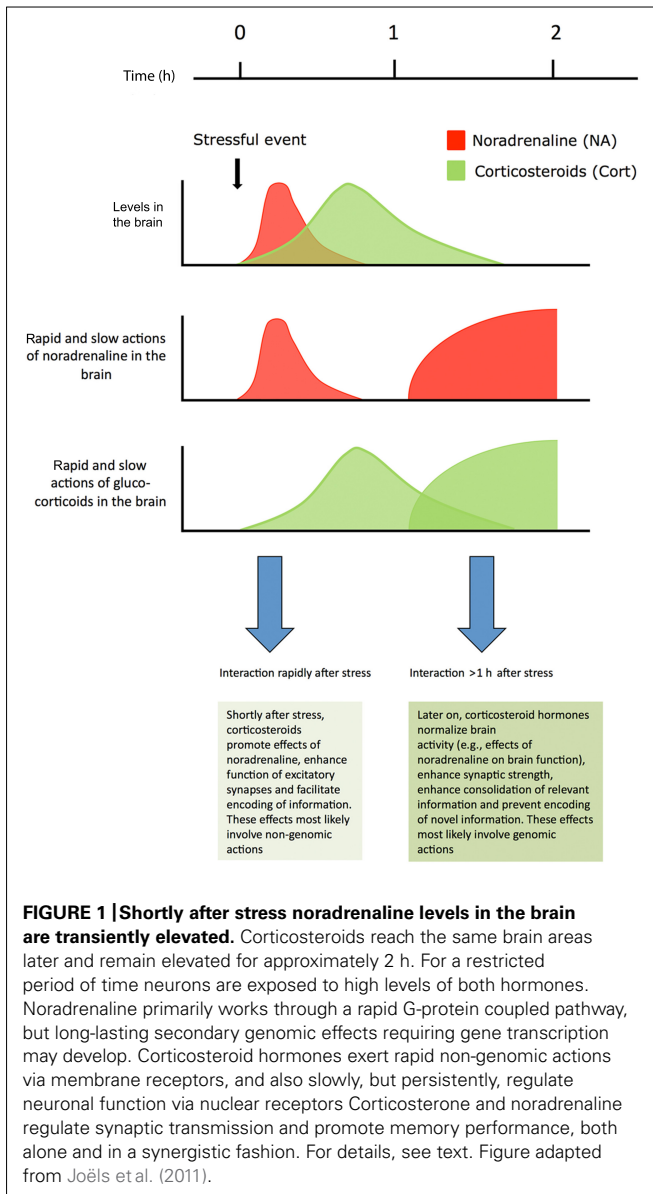 0 1 2
Time (h)
Stressful event
Noradrenaline (NA)
Corticosteroids (Cort)
Levels in
the brain
Rapid and slow actions
of noradrenaline in the
brain
Rapid and slow
actions of gluco-
corticoids in the brain
Interaction rapidly after stress
Shortly after stress,
corticosteroids
promote effects of
noradrenaline, enhance
function of excitatory
synapses and facilitate
encoding of information.
These effects most likely
involve non-genomic
actions
Interaction >1 h after stress
Later on, corticosteroid hormones
normalize brain
activity (e.g., effects of
noradrenaline on brain function),
enhance synaptic strength,
enhance consolidation of relevant
information and prevent encoding
of novel information. These effects
most likely involve genomic
actions
FIGURE 1 | Shortly after stress noradrenaline levels in the brain
are transiently elevated. Corticosteroids reach the same brain areas
later and remain elevated for approximately 2 h. For a restricted
period of time neurons are exposed to high levels of both hormones.
Noradrenaline primarily works through a rapid G-protein coupled pathway,
but long-lasting secondary genomic effects requiring gene transcription
may develop. Corticosteroid hormones exert rapid non-genomic actions
via membrane receptors, and also slowly, but persistently, regulate
neuronal function via nuclear receptors Corticosterone and noradrenaline
regulate synaptic transmission and promote memory performance, both
alone and in a synergistic fashion. For details, see text. Figure adapted
from Joëls et al. (2011).